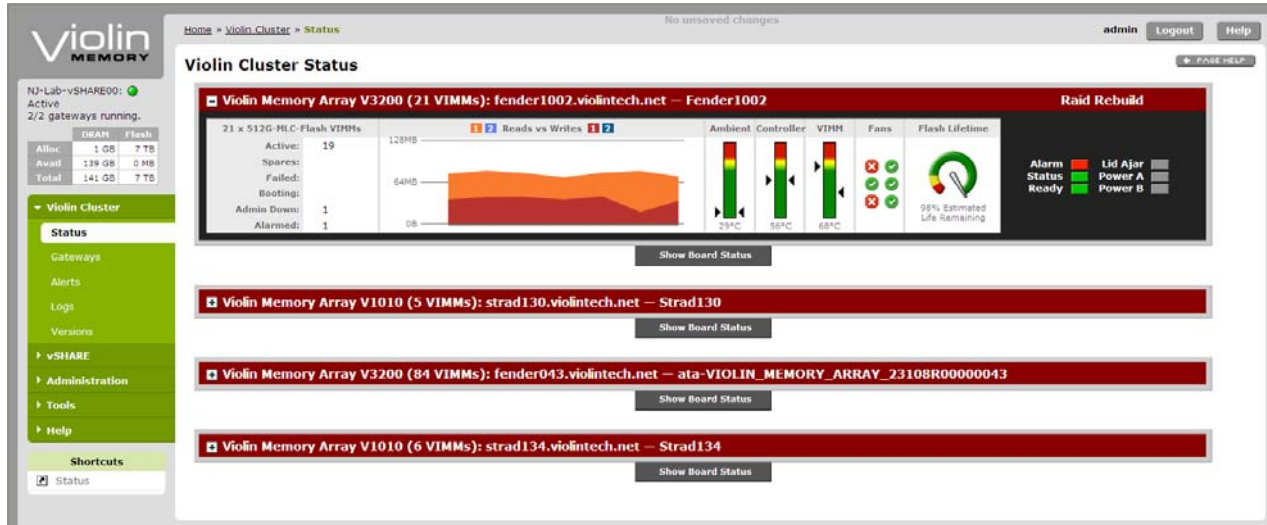 Violin
MEMORY
Home » Violin Cluster » Status
No unsaved changes
admin
Logout
Help
Violin Cluster Status
PAGE HELP
NJ-Lab-vSHARE00:
Active
2/2 gateways running.
DRAM Flash
Alloc 1 GB 7 TB
Avail 139 GB 0 MB
Total 141 GB 7 TB
Violin Cluster
Status
Gateways
Alerts
Logs
Versions
vSHARE
Administration
Tools
Help
Shortcuts
Status
Violin Memory Array V3200 (21 VIMMs): fender1002.violintech.net — Fender1002
Raid Rebuild
21 x 512G-MLC-Flash VIMMs
Active: 19
Spares:
Failed:
Booting:
Admin Down: 1
Alarmed: 1
1 2 Reads vs Writes 1 2
128MB
64MB
0B
Ambient
29°C
Controller
56°C
VIMM
68°C
Fans
Flash Lifetime
98% Estimated
Life Remaining
Alarm Lid Ajar
Status Power A
Ready Power B
Show Board Status
Violin Memory Array V1010 (5 VIMMs): strad130.violintech.net — Strad130
Show Board Status
Violin Memory Array V3200 (84 VIMMs): fender043.violintech.net — ata-VIOLIN_MEMORY_ARRAY_23108R00000043
Show Board Status
Violin Memory Array V1010 (6 VIMMs): strad134.violintech.net — Strad134
Show Board Status